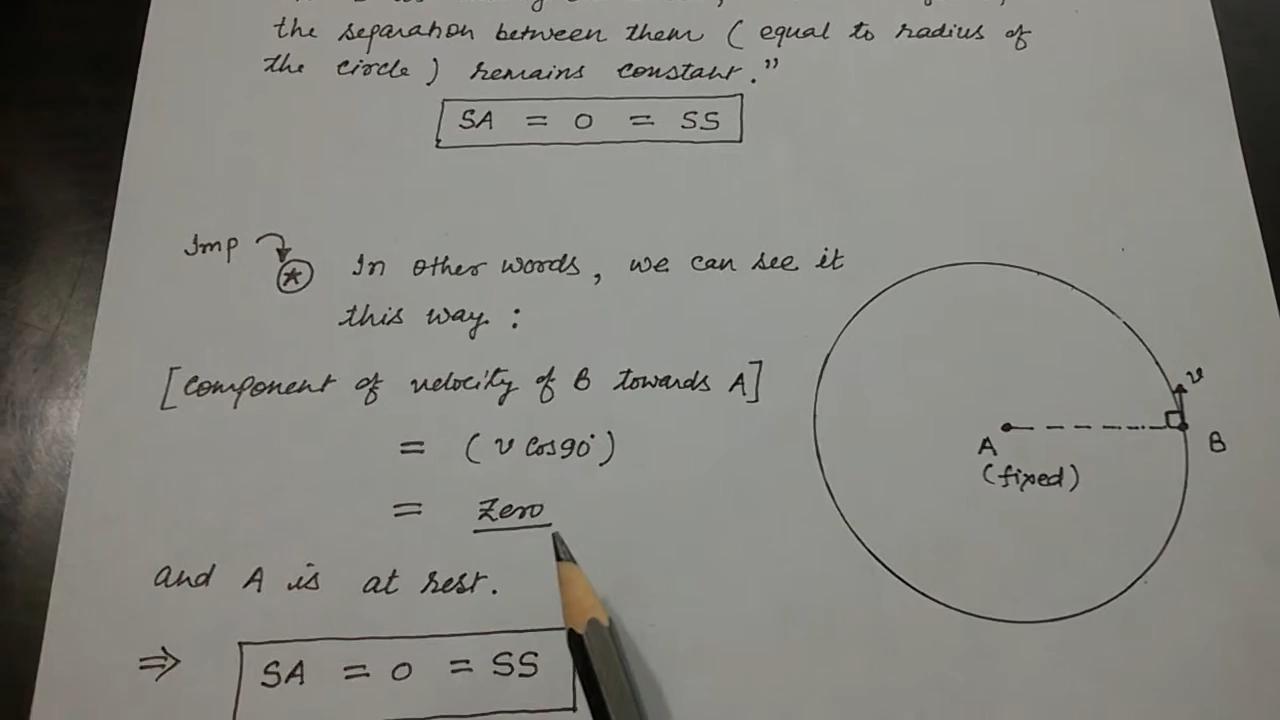 the separation between them ( equal to radius of
the circle ) remains constant.”
SA = 0 = SS
Imp
* In other words, we can see it
this way :
[component of velocity of B towards A]
= (v cos90°)
= Zero
and A is at rest.
⇒ SA = 0 = SS
v
A
B
(fixed)